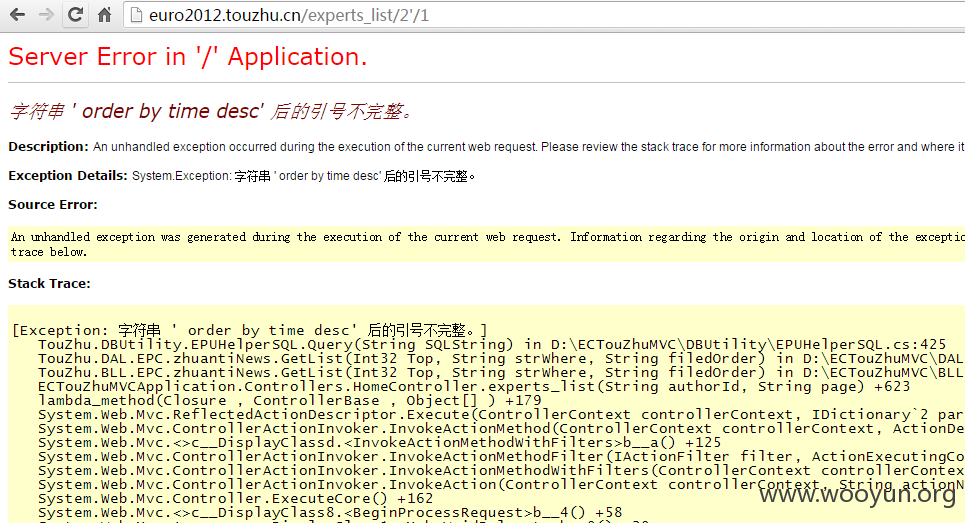 euro2012.touzhu.cn/experts_list/2'/1
Server Error in '/' Application.
字符串 ' order by time desc' 后的引号不完整。
Description: An unhandled exception occurred during the execution of the current web request. Please review the stack trace for more information about the error and where it
Exception Details: System.Exception: 字符串 ' order by time desc' 后的引号不完整。
Source Error:
An unhandled exception was generated during the execution of the current web request. Information regarding the origin and location of the exceptio
trace below.
Stack Trace:
[Exception: 字符串 ' order by time desc' 后的引号不完整。]
TouZhu.DBUtility.EPUHelperSQL.Query(String SQLString) in D:\ECTouZhuMVC\DBUtility\EPUHelperSQL.cs:425
TouZhu.DAL.EPC.zhuantiNews.GetList(Int32 Top, String strWhere, String filedOrder) in D:\ECTouZhuMVC\DAL
TouZhu.BLL.EPC.zhuantiNews.GetList(Int32 Top, String strWhere, String filedOrder) in D:\ECTouZhuMVC\BLL
ECTouZhuMVCApplication.Controllers.HomeController.experts_list(String authorId, String page) +623
lambda_method(Closure , ControllerBase , Object[] ) +179
System.Web.Mvc.ReflectedActionDescriptor.Execute(ControllerContext controllerContext, IDictionary`2 par
System.Web.Mvc.ControllerActionInvoker.InvokeActionMethod(ControllerContext controllerContext, ActionDe
System.Web.Mvc.<>c__DisplayClassd.<InvokeActionMethodWithFilters>b__a() +125
System.Web.Mvc.ControllerActionInvoker.InvokeActionMethodFilter(IActionFilter filter, ActionExecutingCo
System.Web.Mvc.ControllerActionInvoker.InvokeActionMethodWithFilters(ControllerContext controllerContex
System.Web.Mvc.ControllerActionInvoker.InvokeAction(ControllerContext controllerContext, String actionN
System.Web.Mvc.Controller.ExecuteCore() +162
System.Web.Mvc.<>c__DisplayClass8.<BeginProcessRequest>b__4() +58
www.wooyun.org